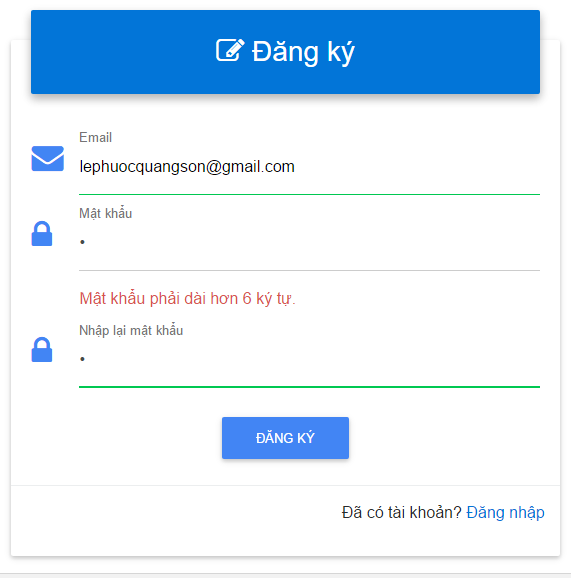 Đăng ký
Email
lephuocquangson@gmail.com
Mật khẩu
•
Mật khẩu phải dài hơn 6 ký tự.
Nhập lại mật khẩu
•
ĐĂNG KÝ
Đã có tài khoản? Đăng nhập